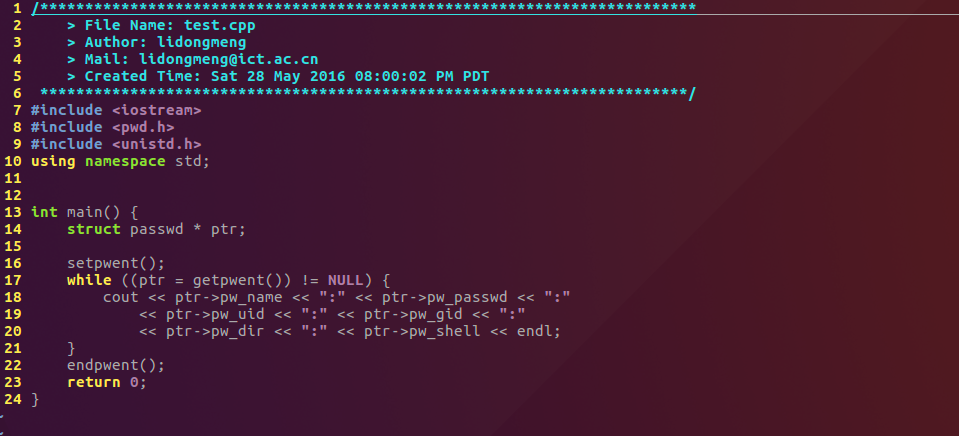 1 /*************************************************************************
2     > File Name: test.cpp
3     > Author: lidongmeng
4     > Mail: lidongmeng@ict.ac.cn
5     > Created Time: Sat 28 May 2016 08:00:02 PM PDT
6  ************************************************************************/
7 #include <iostream>
8 #include <pwd.h>
9 #include <unistd.h>
10 using namespace std;
11
12
13 int main() {
14     struct passwd * ptr;
15
16     setpwent();
17     while ((ptr = getpwent()) != NULL) {
18         cout << ptr->pw_name << ":" << ptr->pw_passwd << ":"
19             << ptr->pw_uid << ":" << ptr->pw_gid << ":"
20             << ptr->pw_dir << ":" << ptr->pw_shell << endl;
21     }
22     endpwent();
23     return 0;
24 }